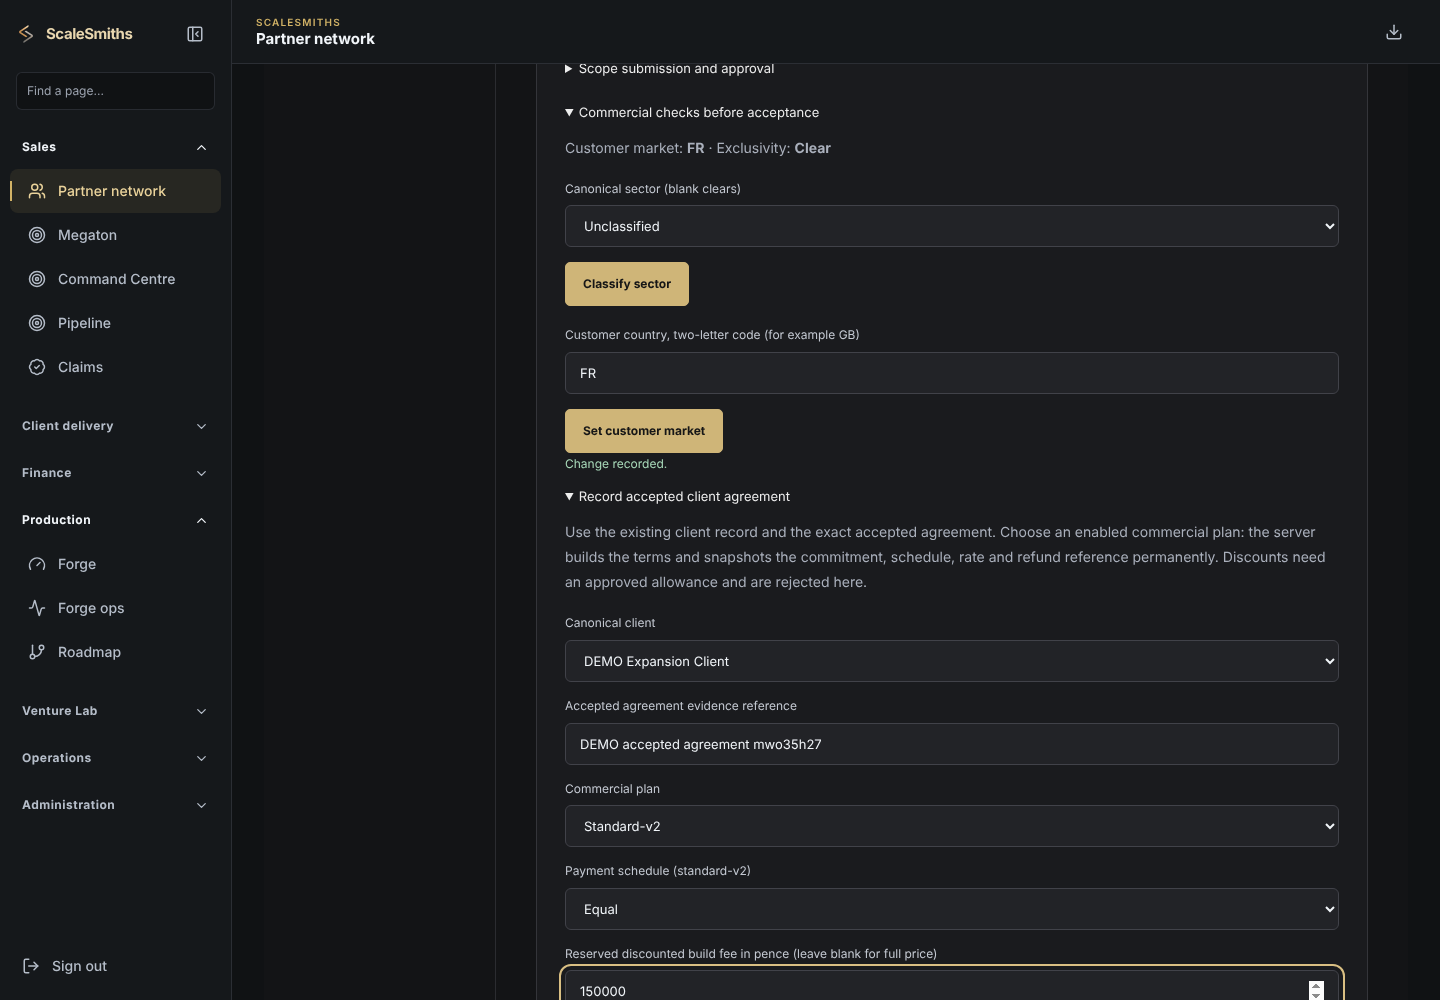 ScaleSmiths
SCALESMITHS
Partner network
Find a page...
Sales
Partner network
Megaton
Command Centre
Pipeline
Claims
Client delivery
Finance
Production
Forge
Forge ops
Roadmap
Venture Lab
Operations
Administration
Sign out
Scope submission and approval
Commercial checks before acceptance
Customer market: FR · Exclusivity: Clear
Canonical sector (blank clears)
Unclassified
Classify sector
Customer country, two-letter code (for example GB)
FR
Set customer market
Change recorded.
Record accepted client agreement
Use the existing client record and the exact accepted agreement. Choose an enabled commercial plan: the server
builds the terms and snapshots the commitment, schedule, rate and refund reference permanently. Discounts need
an approved allowance and are rejected here.
Canonical client
DEMO Expansion Client
Accepted agreement evidence reference
DEMO accepted agreement mwo35h27
Commercial plan
Standard-v2
Payment schedule (standard-v2)
Equal
Reserved discounted build fee in pence (leave blank for full price)
150000